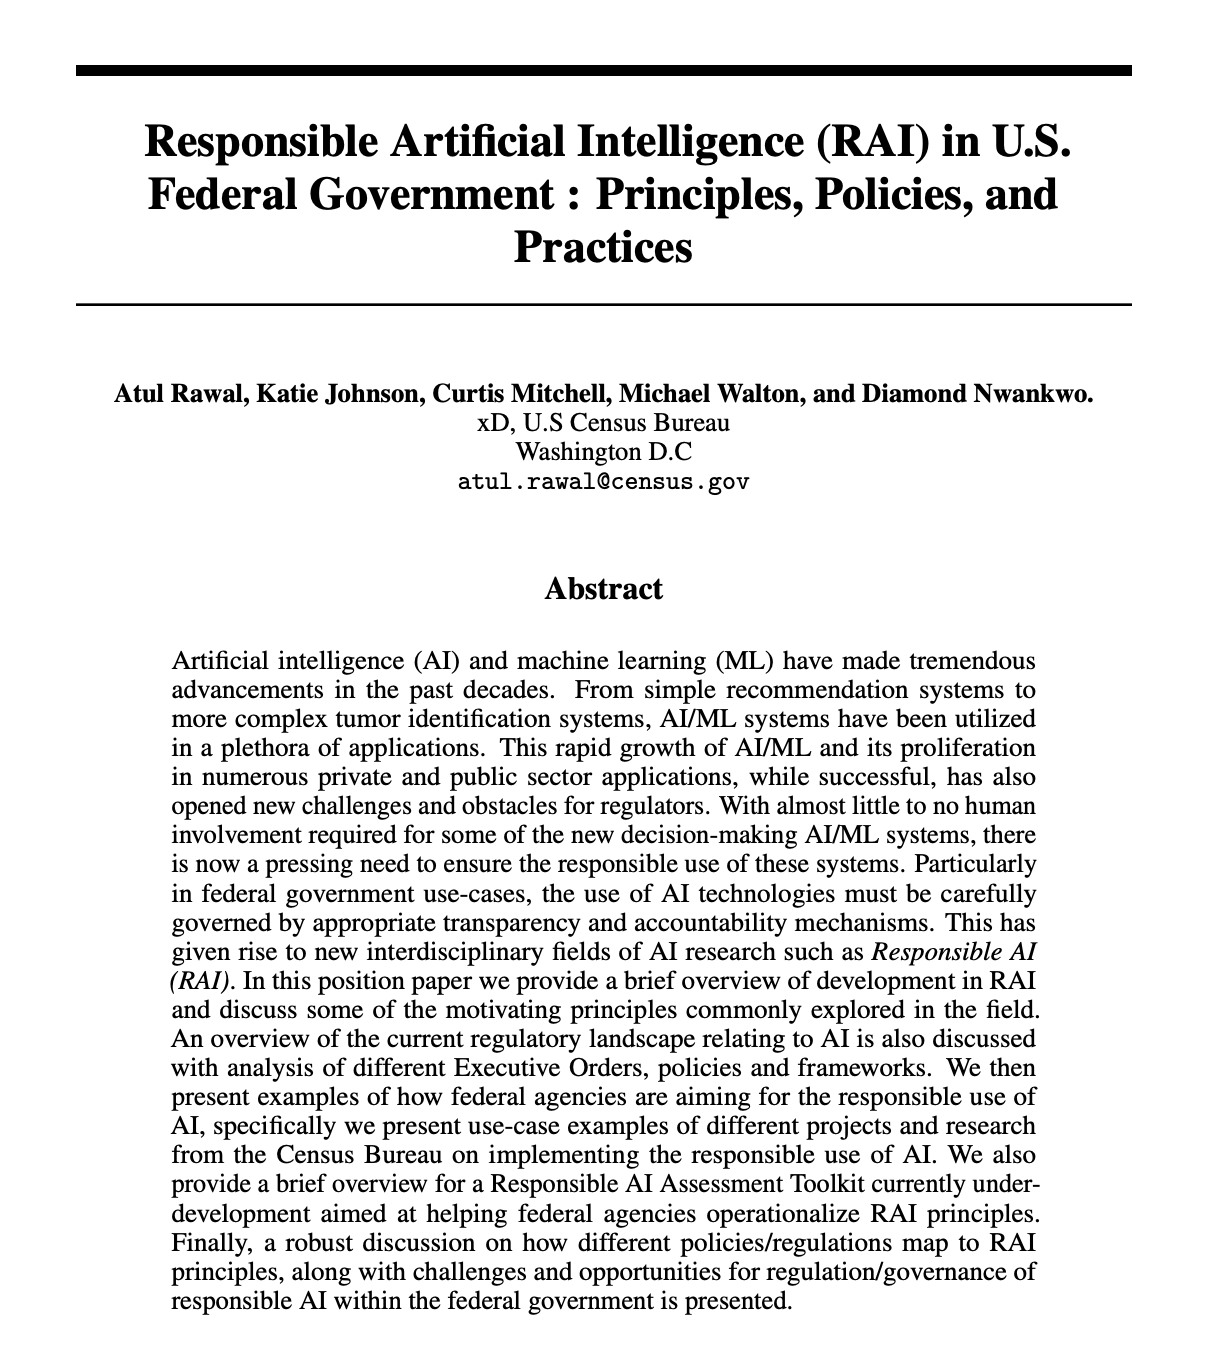 Responsible Artificial Intelligence (RAI) in U.S.
Federal Government : Principles, Policies, and
Practices
Atul Rawal, Katie Johnson, Curtis Mitchell, Michael Walton, and Diamond Nwankwo.
xD, U.S Census Bureau
Washington D.C
atul.rawal@census.gov
Abstract
Artificial intelligence (AI) and machine learning (ML) have made tremendous
advancements in the past decades. From simple recommendation systems to
more complex tumor identification systems, AI/ML systems have been utilized
in a plethora of applications. This rapid growth of AI/ML and its proliferation
in numerous private and public sector applications, while successful, has also
opened new challenges and obstacles for regulators. With almost little to no human
involvement required for some of the new decision-making AI/ML systems, there
is now a pressing need to ensure the responsible use of these systems. Particularly
in federal government use-cases, the use of AI technologies must be carefully
governed by appropriate transparency and accountability mechanisms. This has
given rise to new interdisciplinary fields of AI research such as Responsible AI
(RAI). In this position paper we provide a brief overview of development in RAI
and discuss some of the motivating principles commonly explored in the field.
An overview of the current regulatory landscape relating to AI is also discussed
with analysis of different Executive Orders, policies and frameworks. We then
present examples of how federal agencies are aiming for the responsible use of
AI, specifically we present use-case examples of different projects and research
from the Census Bureau on implementing the responsible use of AI. We also
provide a brief overview for a Responsible AI Assessment Toolkit currently under-
development aimed at helping federal agencies operationalize RAI principles.
Finally, a robust discussion on how different policies/regulations map to RAI
principles, along with challenges and opportunities for regulation/governance of
responsible AI within the federal government is presented.